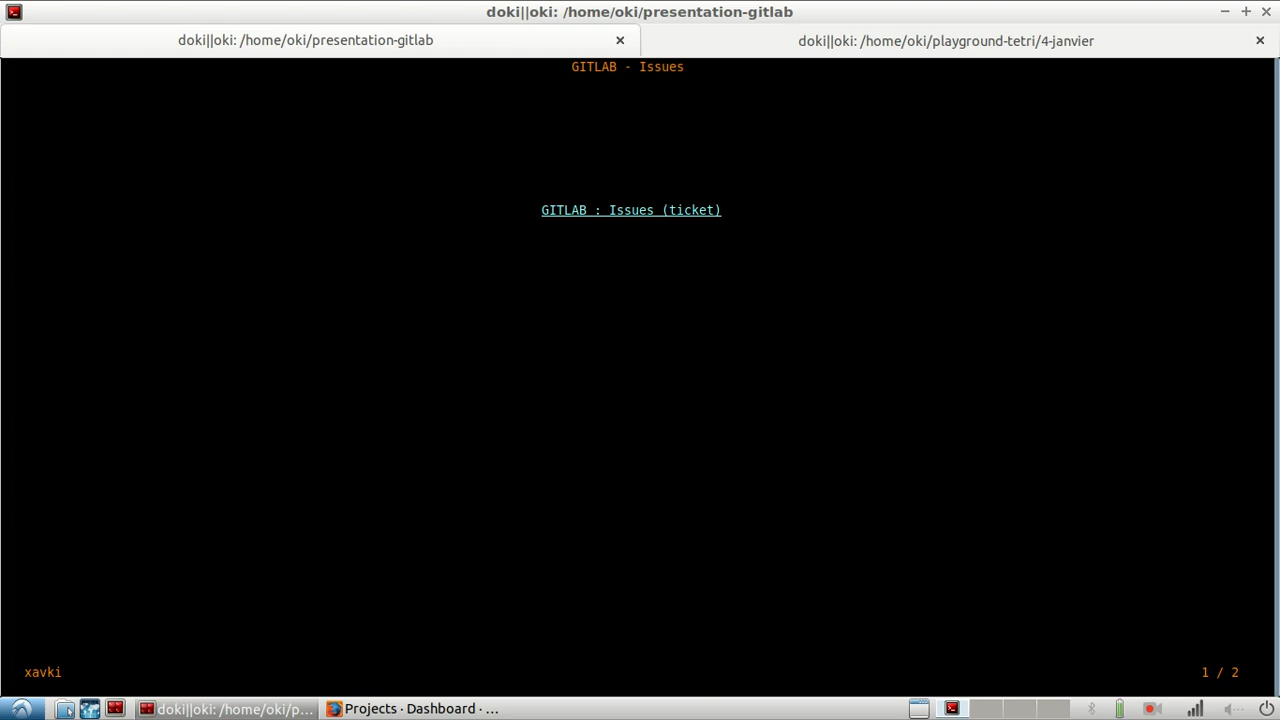 doki||oki: /home/oki/presentation-gitlab
doki||oki: /home/oki/presentation-gitlab
doki||oki: /home/oki/playground-tetri/4-janvier
GITLAB - Issues
GITLAB : Issues (ticket)
xavki
1 / 2
doki||oki: /home/oki/p...
Projects · Dashboard · ...